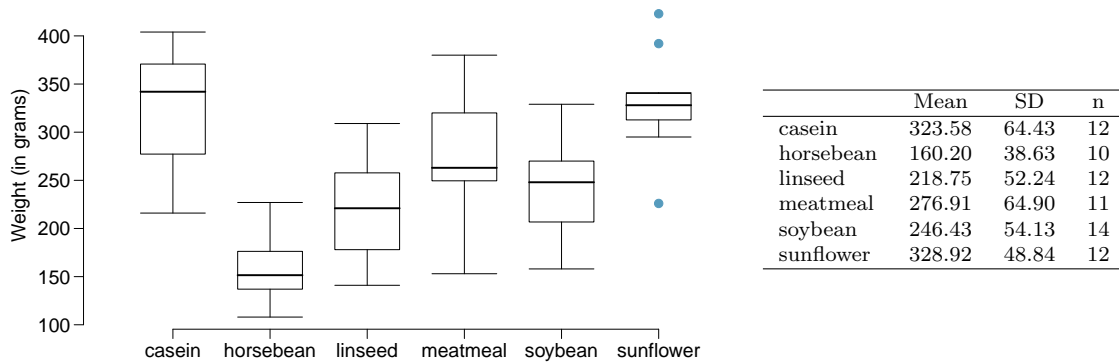 Weight (in grams)
400
350
300
250
200
150
100
casein horsebean linseed meatmeal soybean sunflower
Mean SD n
casein 323.58 64.43 12
horsebean 160.20 38.63 10
linseed 218.75 52.24 12
meatmeal 276.91 64.90 11
soybean 246.43 54.13 14
sunflower 328.92 48.84 12